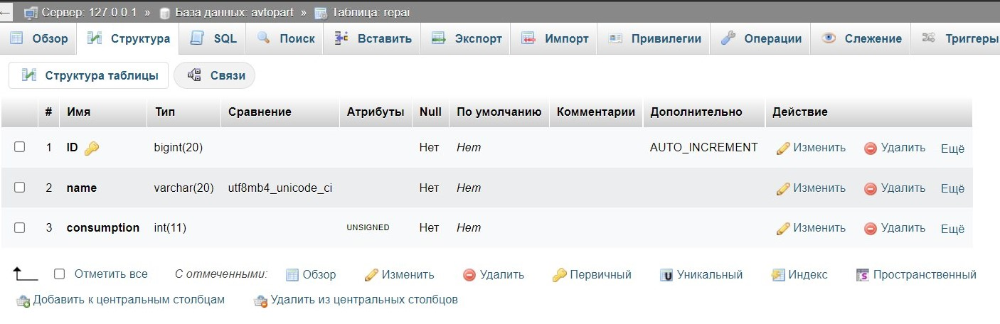 Сервер: 127.0.0.1 » База данных: avtopart » Таблица: repai
Обзор Структура SQL Поиск Вставить Экспорт Импорт Привилегии Операции Слежение Триггеры
Структура таблицы Связи
# Имя Тип Сравнение Атрибуты Null По умолчанию Комментарии Дополнительно Действие
1 ID bigint(20) Нет Нет AUTO_INCREMENT Изменить Удалить Ещё
2 name varchar(20) utf8mb4_unicode_ci Нет Нет Изменить Удалить Ещё
3 consumption int(11) UNSIGNED Нет Нет Изменить Удалить Ещё
Отметить все С отмеченными: Обзор Изменить Удалить Первичный Уникальный Индекс Пространственный
Добавить к центральным столбцам Удалить из центральных столбцов